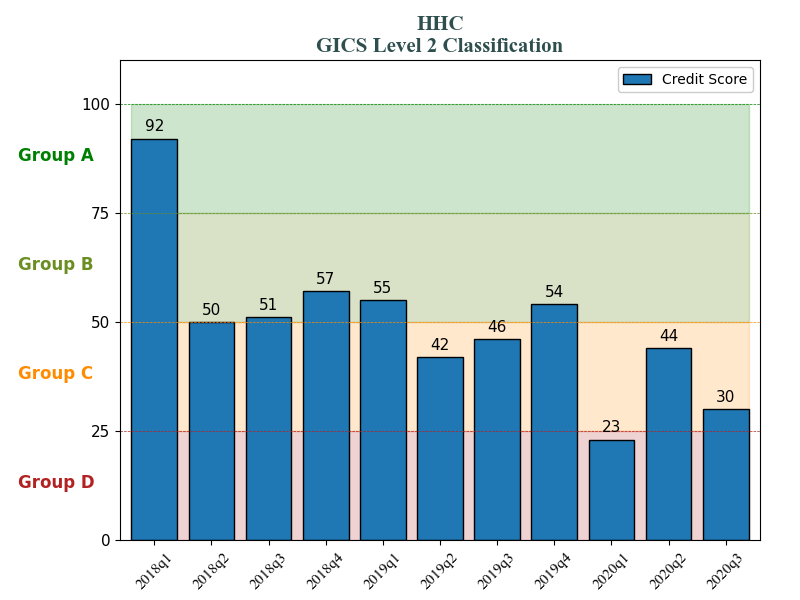 HHC
GICS Level 2 Classification
Credit Score
100
92
Group A
75
Group B
57
55
54
51
50
50
46
44
42
Group C
30
25
23
Group D
0
2018q1 2018q2 2018q3 2018q4 2019q1 2019q2 2019q3 2019q4 2020q1 2020q2 2020q3